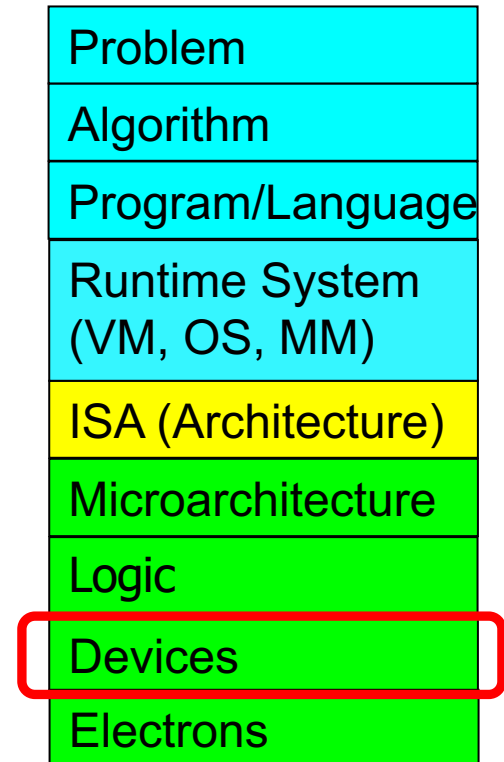 Problem
Algorithm
Program/Language
Runtime System
(VM, OS, MM)
ISA (Architecture)
Microarchitecture
Logic
Devices
Electrons